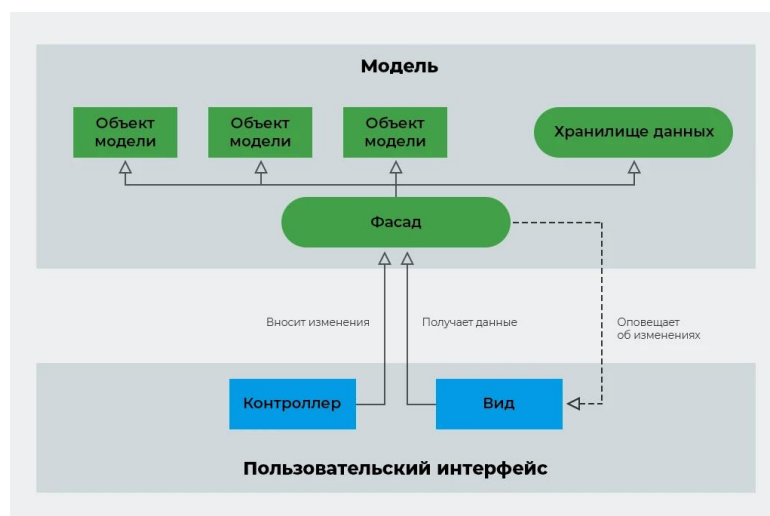 Модель
Объект
модели
Объект
модели
Объект
модели
Хранилище данных
Фасад
Вносит изменения
Получает данные
Оповещает
об изменениях
Контроллер
Вид
Пользовательский интерфейс